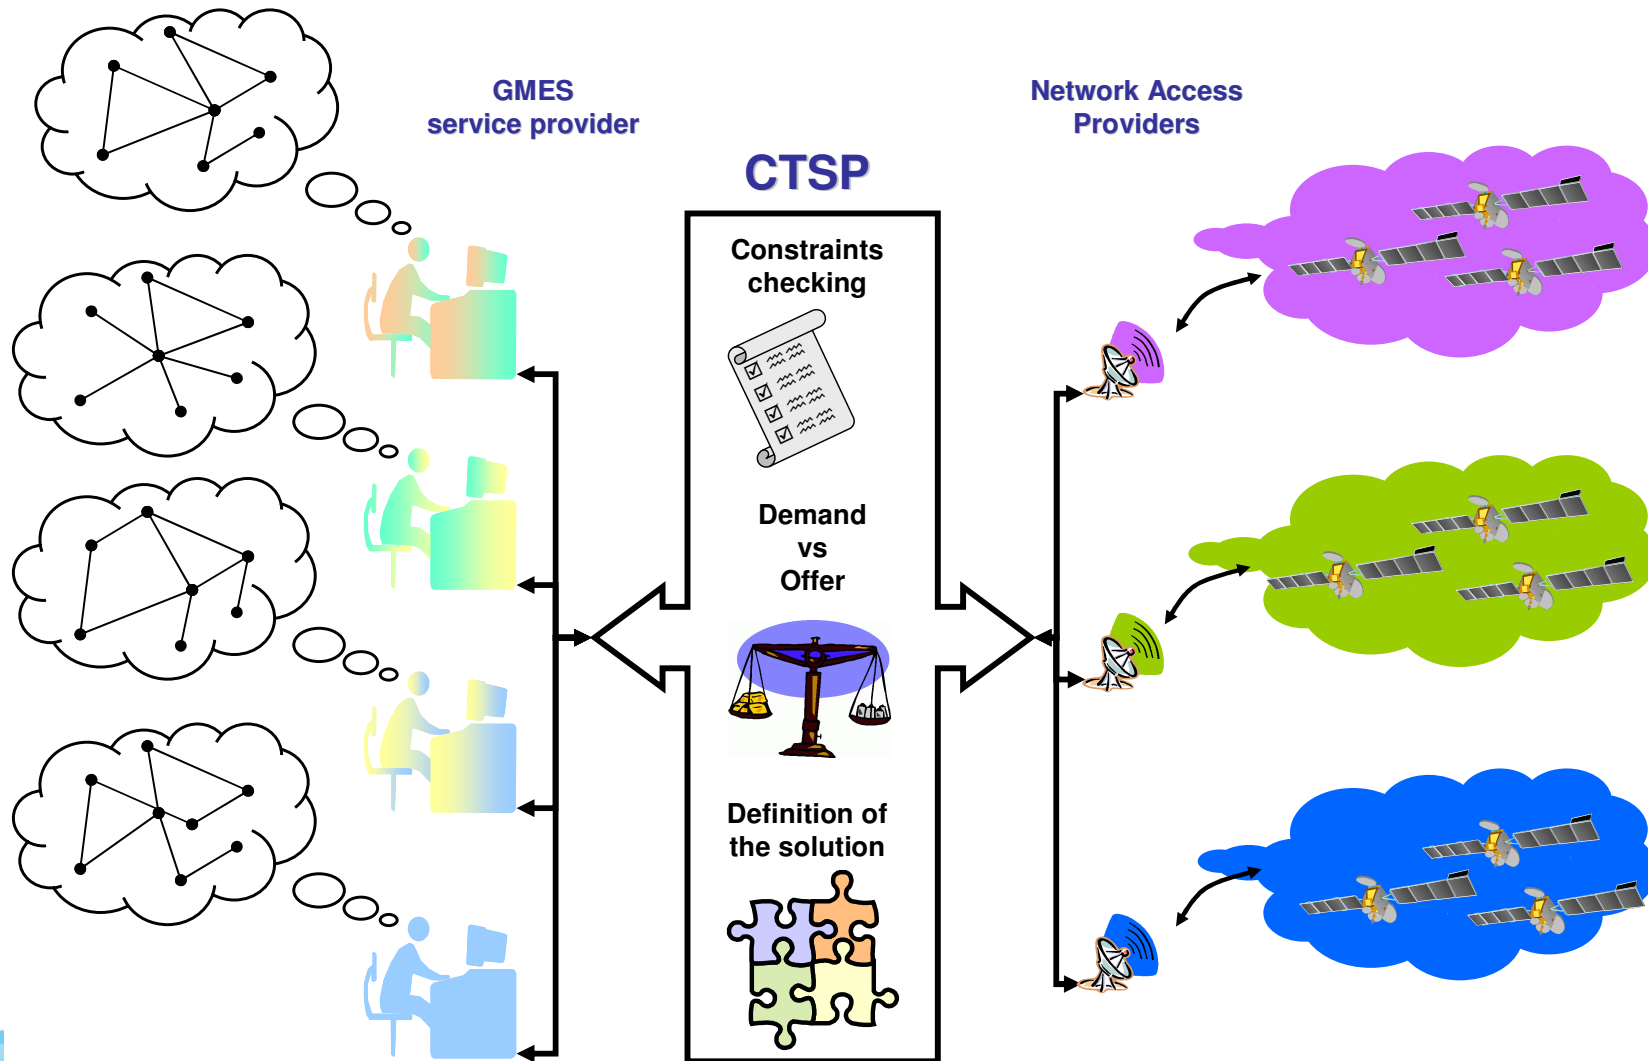 GMES
service provider
Network Access
Providers
CTSP
Constraints
checking
Demand
vs
Offer
Definition of
the solution